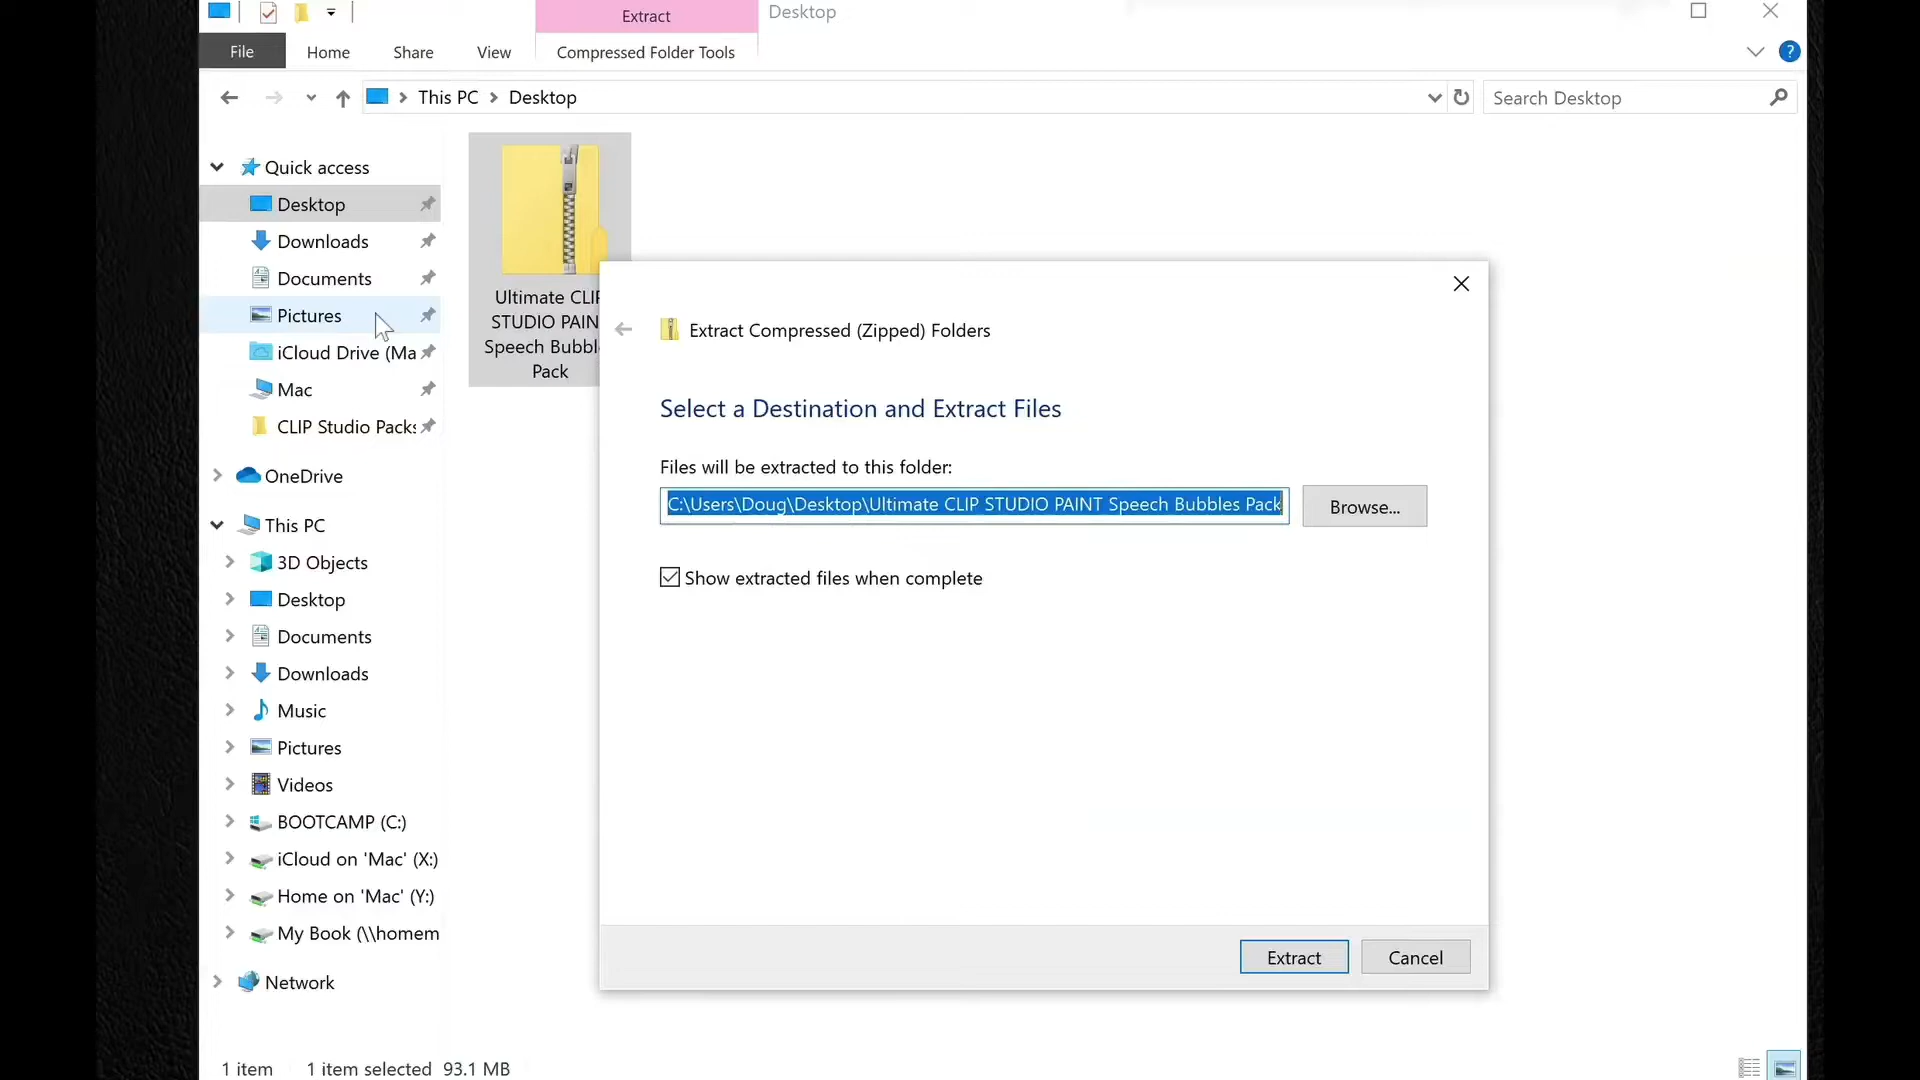 Extract
Desktop
File
Home
Share
View
Compressed Folder Tools
?
This PC
Desktop
Search Desktop
Quick access
Desktop
Downloads
Documents
Pictures
iCloud Drive (Ma
Mac
CLIP Studio Packs
OneDrive
This PC
3D Objects
Desktop
Documents
Downloads
Music
Pictures
Videos
BOOTCAMP (C:)
iCloud on 'Mac' (X:)
Home on 'Mac' (Y:)
My Book (\\homem
Network
Ultimate CLIP
STUDIO PAIN
Speech Bubbl
Pack
Extract Compressed (Zipped) Folders
Select a Destination and Extract Files
Files will be extracted to this folder:
C:\Users\Doug\Desktop\Ultimate CLIP STUDIO PAINT Speech Bubbles Pack
Browse...
Show extracted files when complete
Extract
Cancel
1 item
1 item selected 93.1 MB